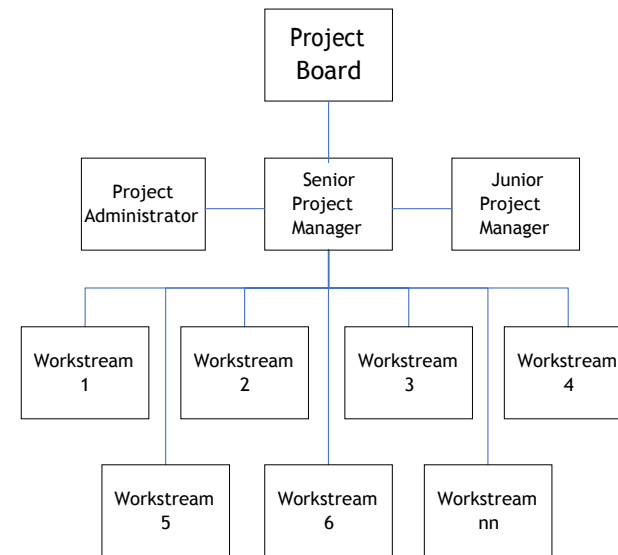 Project
Board
Project
Administrator
Senior
Project
Manager
Junior
Project
Manager
Workstream
1
Workstream
2
Workstream
3
Workstream
4
Workstream
5
Workstream
6
Workstream
nn